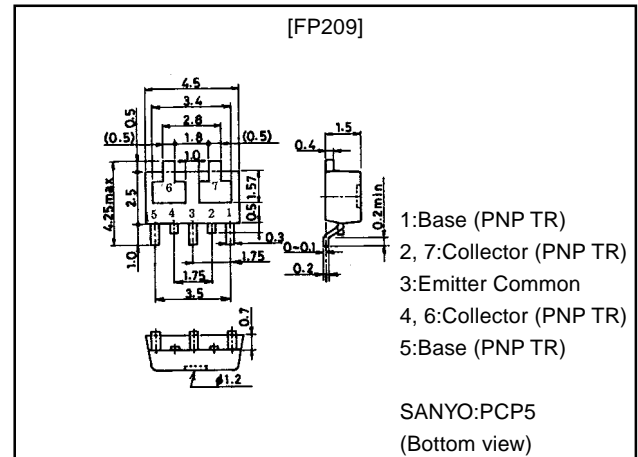 [FP209]
4.5
3.4
2.8
(0.5) 1.8 (0.5)
0.5
1.0
6 7
5 4 3 2 1
4.25max
2.5
1.0
1.57
0.5
0.3
1.75
1.75
3.5
1.5
0.4
0.2min
0~0.1
0.2
0.7
φ1.2
1:Base (PNP TR)
2, 7:Collector (PNP TR)
3:Emitter Common
4, 6:Collector (PNP TR)
5:Base (PNP TR)
SANYO:PCP5
(Bottom view)